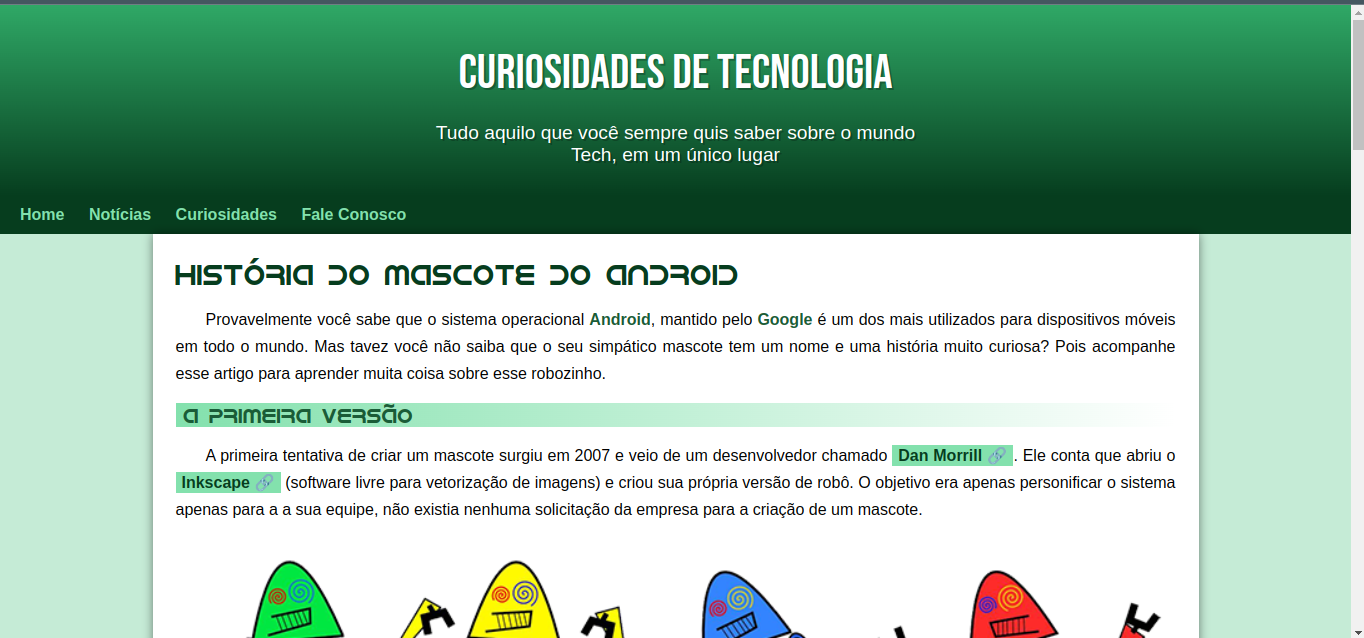 CURIOSIDADES DE TECNOLOGIA
Tudo aquilo que você sempre quis saber sobre o mundo
Tech, em um único lugar
Home Notícias Curiosidades Fale Conosco
HISTÓRIA DO MASCOTE DO ANDROID
Provavelmente você sabe que o sistema operacional Android, mantido pelo Google é um dos mais utilizados para dispositivos móveis
em todo o mundo. Mas tavez você não saiba que o seu simpático mascote tem um nome e uma história muito curiosa? Pois acompanhe
esse artigo para aprender muita coisa sobre esse robozinho.
A PRIMEIRA VERSÃO
A primeira tentativa de criar um mascote surgiu em 2007 e veio de um desenvolvedor chamado Dan Morrill 🔗. Ele conta que abriu o
Inkscape 🔗 (software livre para vetorização de imagens) e criou sua própria versão de robô. O objetivo era apenas personificar o sistema
apenas para a a sua equipe, não existia nenhuma solicitação da empresa para a criação de um mascote.